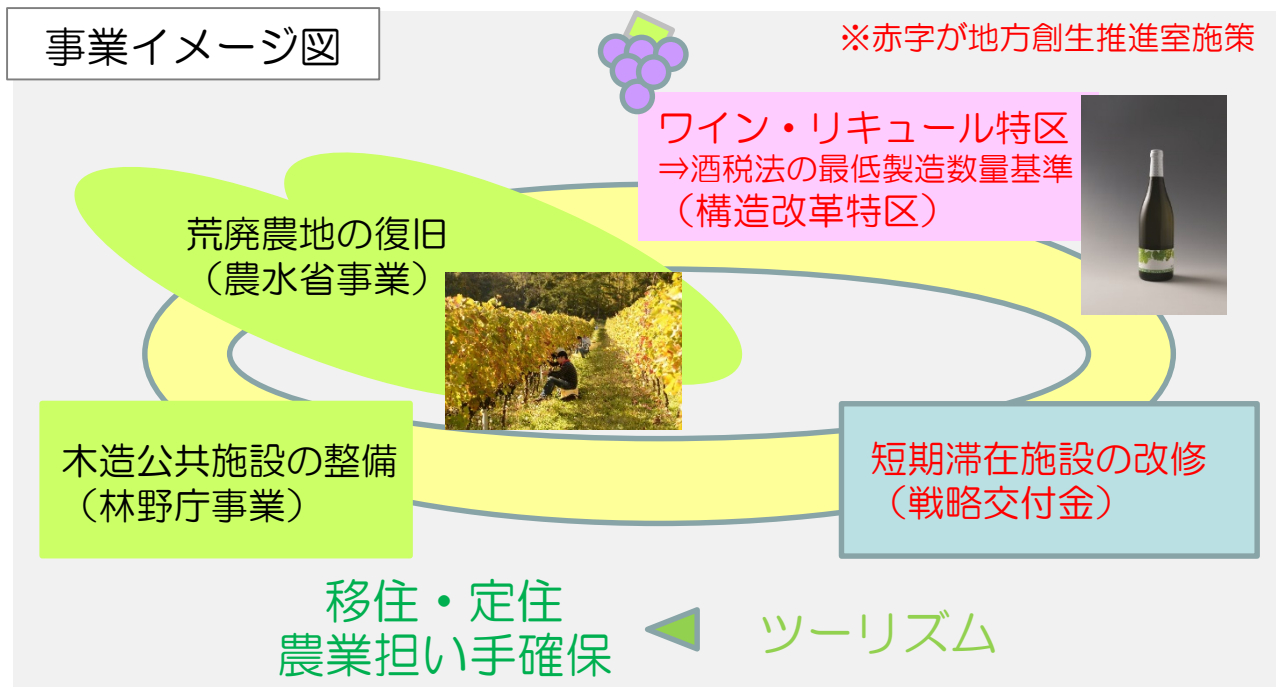 事業イメージ図
※赤字が地方創生推進室施策
ワイン・リキュール特区
⇒酒税法の最低製造数量基準
（構造改革特区）
荒廃農地の復旧
（農水省事業）
木造公共施設の整備
（林野庁事業）
短期滞在施設の改修
（戦略交付金）
移住・定住
農業担い手確保
ツーリズム